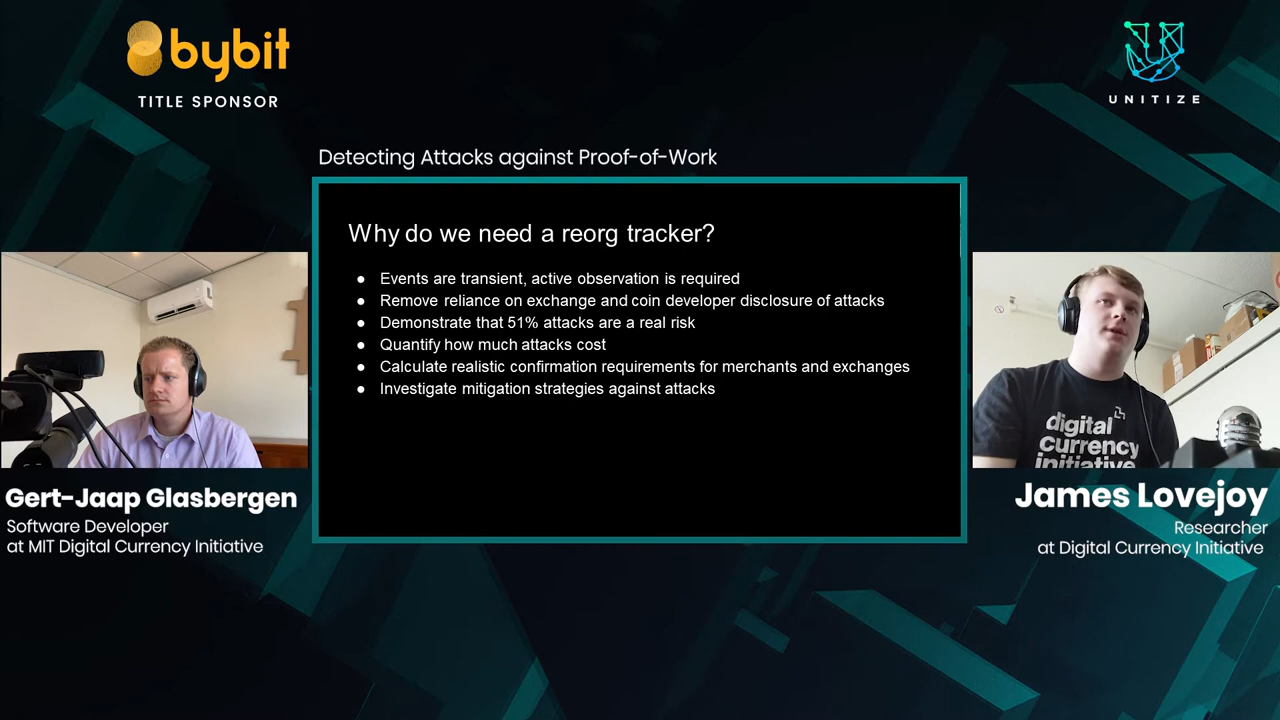 bybit
TITLE SPONSOR
UNITIZE
Detecting Attacks against Proof-of-Work
Why do we need a reorg tracker?
● Events are transient, active observation is required
● Remove reliance on exchange and coin developer disclosure of attacks
● Demonstrate that 51% attacks are a real risk
● Quantify how much attacks cost
● Calculate realistic confirmation requirements for merchants and exchanges
● Investigate mitigation strategies against attacks
digital
currency
initiative
Gert-Jaap Glasbergen
Software Developer
at MIT Digital Currency Initiative
James Lovejoy
Researcher
at Digital Currency Initiative